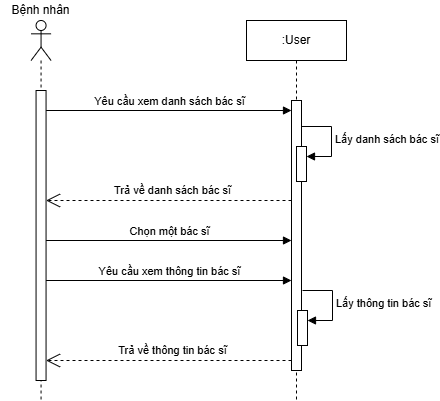 Bệnh nhân
:User
Yêu cầu xem danh sách bác sĩ
Lấy danh sách bác sĩ
Trả về danh sách bác sĩ
Chọn một bác sĩ
Yêu cầu xem thông tin bác sĩ
Lấy thông tin bác sĩ
Trả về thông tin bác sĩ